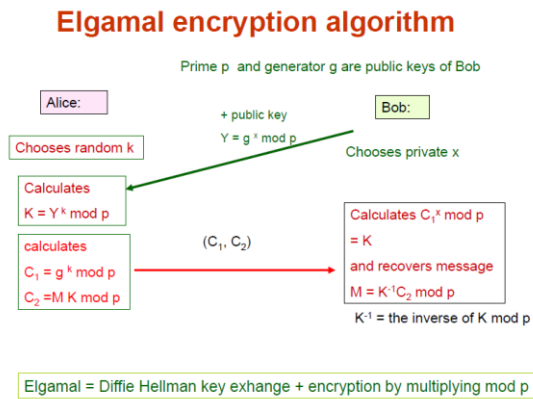 Elgamal encryption algorithm
Prime p and generator g are public keys of Bob
Alice:
+ public key
Y = g ˣ mod p
Bob:
Chooses random k
Chooses private x
Calculates
K = Yᵏ mod p
calculates
C₁ = g ᵏ mod p
C₂ =M K mod p
(C₁, C₂)
Calculates C₁ˣ mod p
= K
and recovers message
M = K⁻¹C₂ mod p
K⁻¹ = the inverse of K mod p
Elgamal = Diffie Hellman key exhange + encryption by multiplying mod p